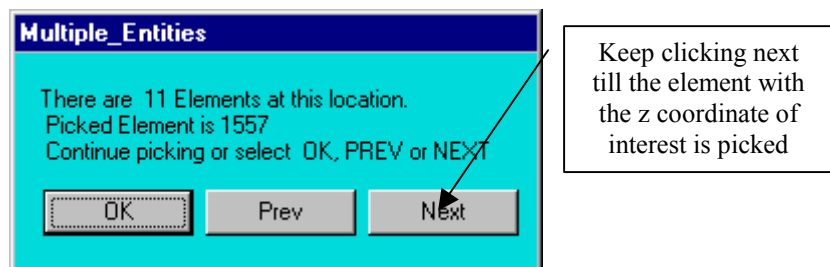 Multiple_Entities
There are 11 Elements at this location.
Picked Element is 1557
Continue picking or select OK, PREV or NEXT
OK
Prev
Next
Keep clicking next
till the element with
the z coordinate of
interest is picked